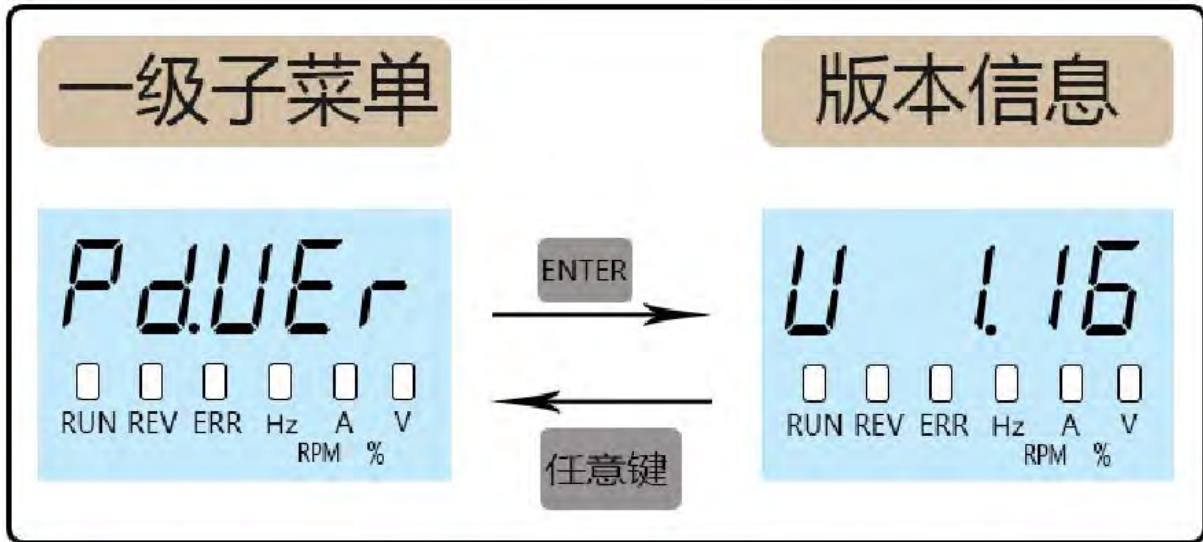 一级子菜单
版本信息
Pd.UEr
ENTER
U 1.16
RUN REV ERR Hz A V
RPM %
任意键
RUN REV ERR Hz A V
RPM %